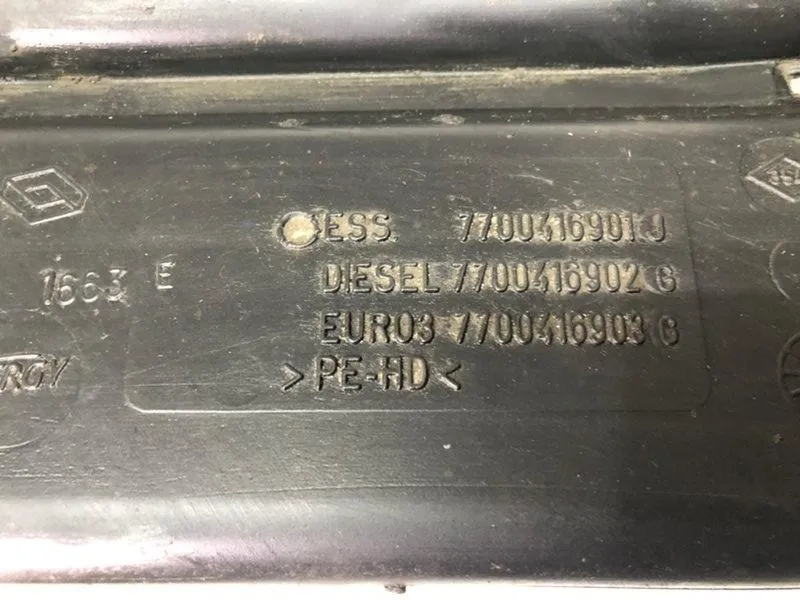 ESS 7700416901 J
DIESEL 7700416902 G
1663 E
EURO3 7700416903 G
>PE-HD<